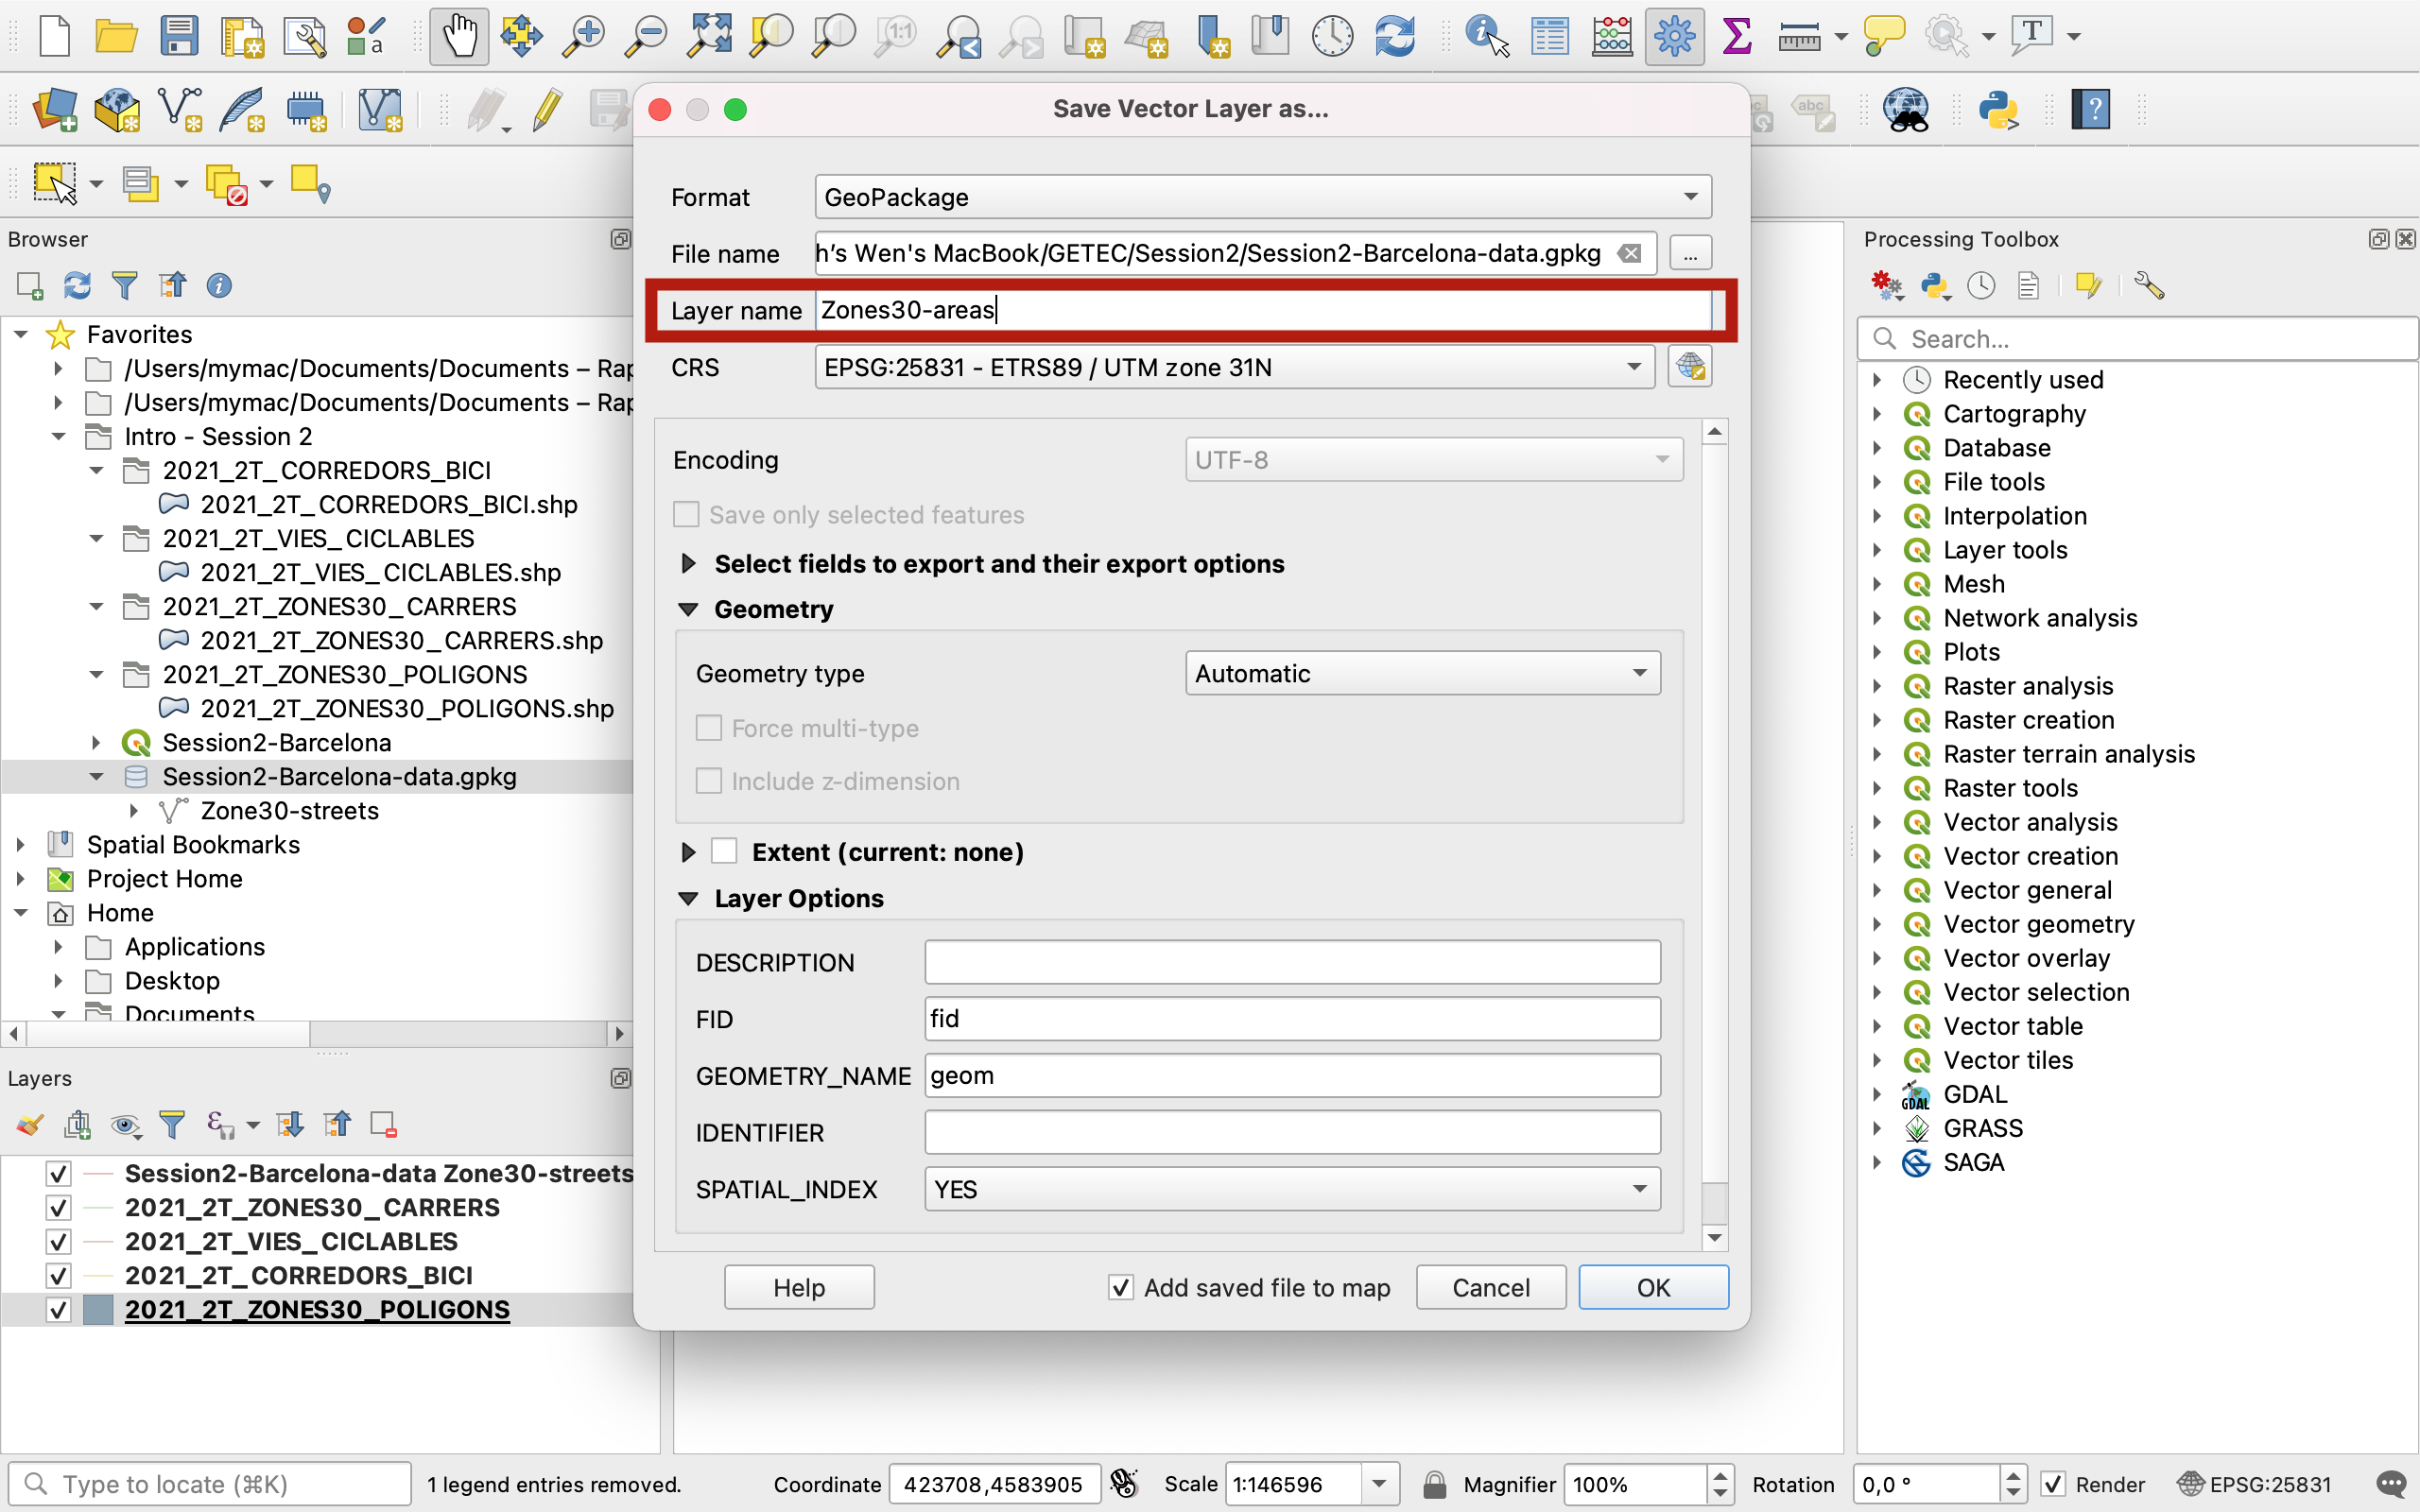 a
1:1
T
Save Vector Layer as...
abc
Format
GeoPackage
File name
h's Wen's MacBook/GETEC/Session2/Session2-Barcelona-data.gpkg
...
Layer name
Zones30-areas
CRS
EPSG:25831 - ETRS89 / UTM zone 31N
Encoding
UTF-8
Save only selected features
Select fields to export and their export options
Geometry
Geometry type
Automatic
Force multi-type
Include z-dimension
Extent (current: none)
Layer Options
DESCRIPTION
FID
fid
GEOMETRY_NAME
geom
IDENTIFIER
SPATIAL_INDEX
YES
Help
Add saved file to map
Cancel
OK
Browser
Favorites
/Users/mymac/Documents/Documents – Rap
/Users/mymac/Documents/Documents – Rap
Intro - Session 2
2021_2T_CORREDORS_BICI
2021_2T_CORREDORS_BICI.shp
2021_2T_VIES_CICLABLES
2021_2T_VIES_CICLABLES.shp
2021_2T_ZONES30_CARRERS
2021_2T_ZONES30_CARRERS.shp
2021_2T_ZONES30_POLIGONS
2021_2T_ZONES30_POLIGONS.shp
Session2-Barcelona
Session2-Barcelona-data.gpkg
Zone30-streets
Spatial Bookmarks
Project Home
Home
Applications
Desktop
Documents
Layers
Session2-Barcelona-data Zone30-streets
2021_2T_ZONES30_CARRERS
2021_2T_VIES_CICLABLES
2021_2T_CORREDORS_BICI
2021_2T_ZONES30_POLIGONS
Processing Toolbox
Search...
Recently used
Cartography
Database
File tools
Interpolation
Layer tools
Mesh
Network analysis
Plots
Raster analysis
Raster creation
Raster terrain analysis
Raster tools
Vector analysis
Vector creation
Vector general
Vector geometry
Vector overlay
Vector selection
Vector table
Vector tiles
GDAL
GDAL
GRASS
SAGA
Type to locate (⌘K)
1 legend entries removed.
Coordinate
423708,4583905
Scale
1:146596
Magnifier
100%
Rotation
0,0 °
Render
EPSG:25831